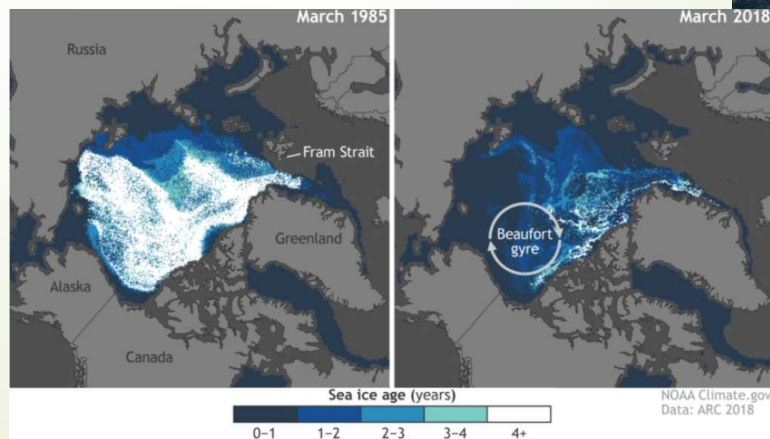 March 1985
Russia
Fram Strait
Greenland
Alaska
Canada
March 2018
Beaufort
gyre
Sea ice age (years)
0–1 1–2 2–3 3–4 4+
NOAA Climate.gov
Data: ARC 2018